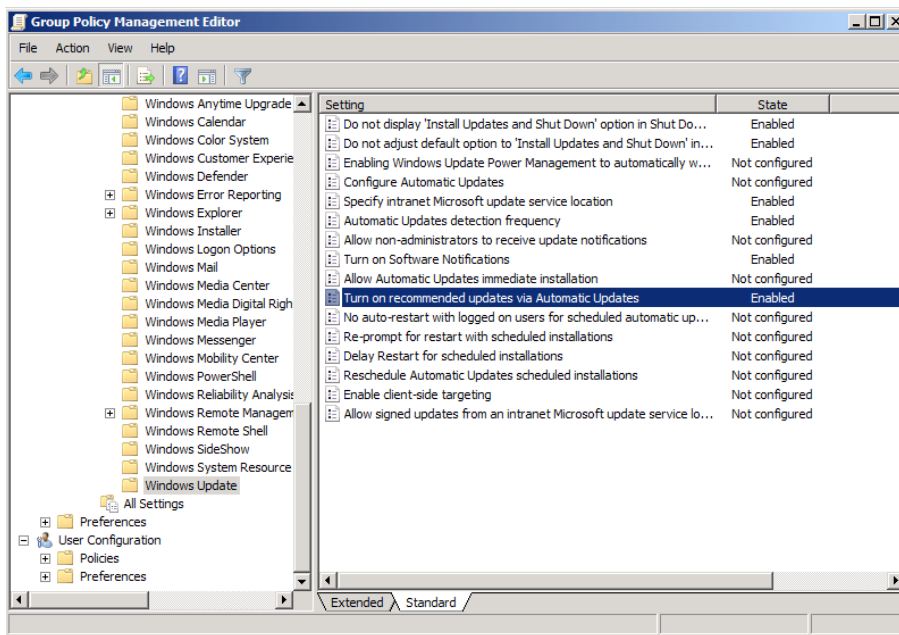 Group Policy Management Editor
File Action View Help
Windows Anytime Upgrade
Windows Calendar
Windows Color System
Windows Customer Experie
Windows Defender
Windows Error Reporting
Windows Explorer
Windows Installer
Windows Logon Options
Windows Mail
Windows Media Center
Windows Media Digital Righ
Windows Media Player
Windows Messenger
Windows Mobility Center
Windows PowerShell
Windows Reliability Analysis
Windows Remote Managem
Windows Remote Shell
Windows SideShow
Windows System Resource
Windows Update
All Settings
Preferences
User Configuration
Policies
Preferences
Setting State
Do not display 'Install Updates and Shut Down' option in Shut Do... Enabled
Do not adjust default option to 'Install Updates and Shut Down' in... Enabled
Enabling Windows Update Power Management to automatically w... Not configured
Configure Automatic Updates Not configured
Specify intranet Microsoft update service location Enabled
Automatic Updates detection frequency Enabled
Allow non-administrators to receive update notifications Not configured
Turn on Software Notifications Enabled
Allow Automatic Updates immediate installation Not configured
Turn on recommended updates via Automatic Updates Enabled
No auto-restart with logged on users for scheduled automatic up... Not configured
Re-prompt for restart with scheduled installations Not configured
Delay Restart for scheduled installations Not configured
Reschedule Automatic Updates scheduled installations Not configured
Enable client-side targeting Not configured
Allow signed updates from an intranet Microsoft update service lo... Not configured
Extended Standard